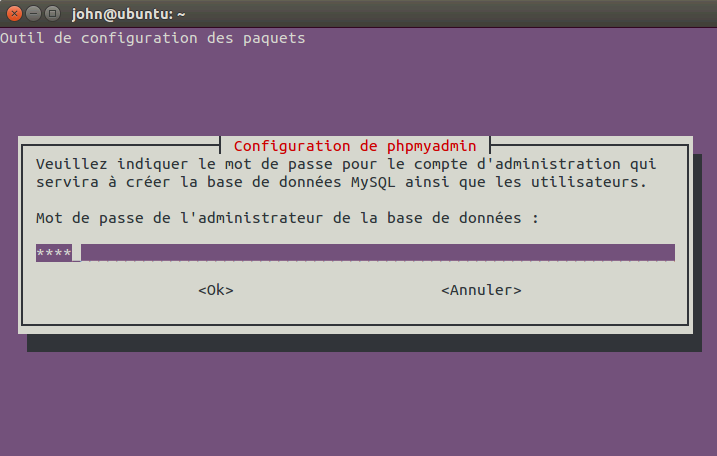 john@ubuntu: ~
Outil de configuration des paquets
Configuration de phpmyadmin
Veuillez indiquer le mot de passe pour le compte d'administration qui
servira à créer la base de données MySQL ainsi que les utilisateurs.
Mot de passe de l'administrateur de la base de données :
****_______________________________________________________________
<Ok> <Annuler>